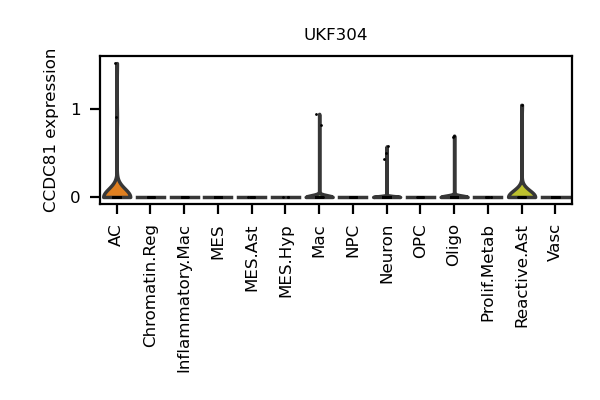 UKF304
CCDC81 expression
1
0
AC
Chromatin.Reg
Inflammatory.Mac
MES
MES.Ast
MES.Hyp
Mac
NPC
Neuron
OPC
Oligo
Prolif.Metab
Reactive.Ast
Vasc